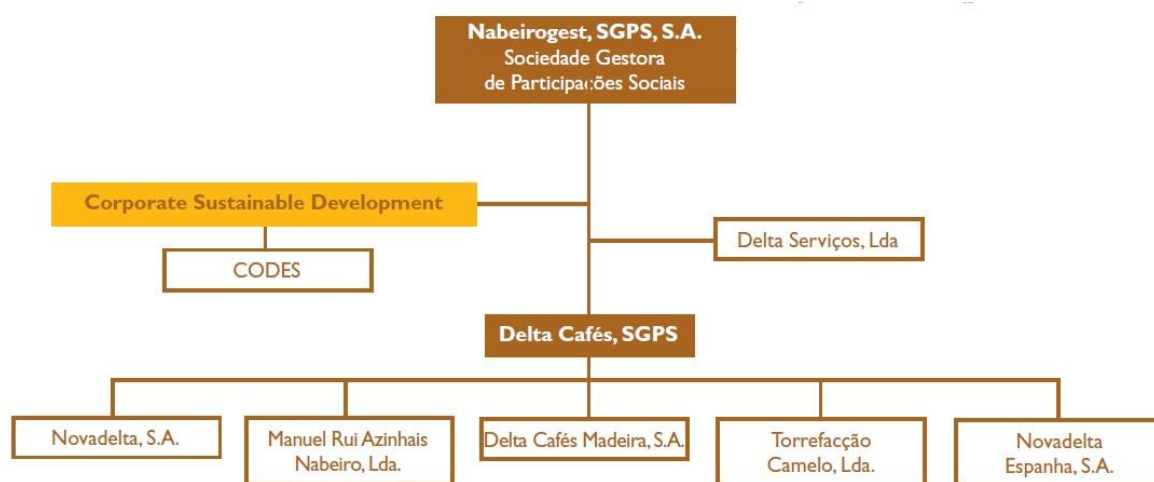 Nabeirogest, SGPS, S.A.
Sociedade Gestora
de Participações Sociais
Corporate Sustainable Development
CODES
Delta Serviços, Lda
Delta Cafés, SGPS
Novadelta, S.A.
Manuel Rui Azinhais
Nabeiro, Lda.
Delta Cafés Madeira, S.A.
Torrefacção
Camelo, Lda.
Novadelta
Espanha, S.A.